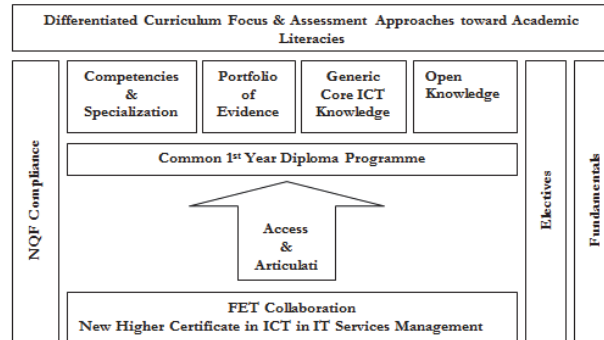 Differentiated Curriculum Focus & Assessment Approaches toward Academic
Literacies
NQF Compliance
Competencies
&
Specialization
Portfolio
of
Evidence
Generic
Core ICT
Knowledge
Open
Knowledge
Common 1st Year Diploma Programme
Access
&
Articulati
FET Collaboration
New Higher Certificate in ICT in IT Services Management
Electives
Fundamentals